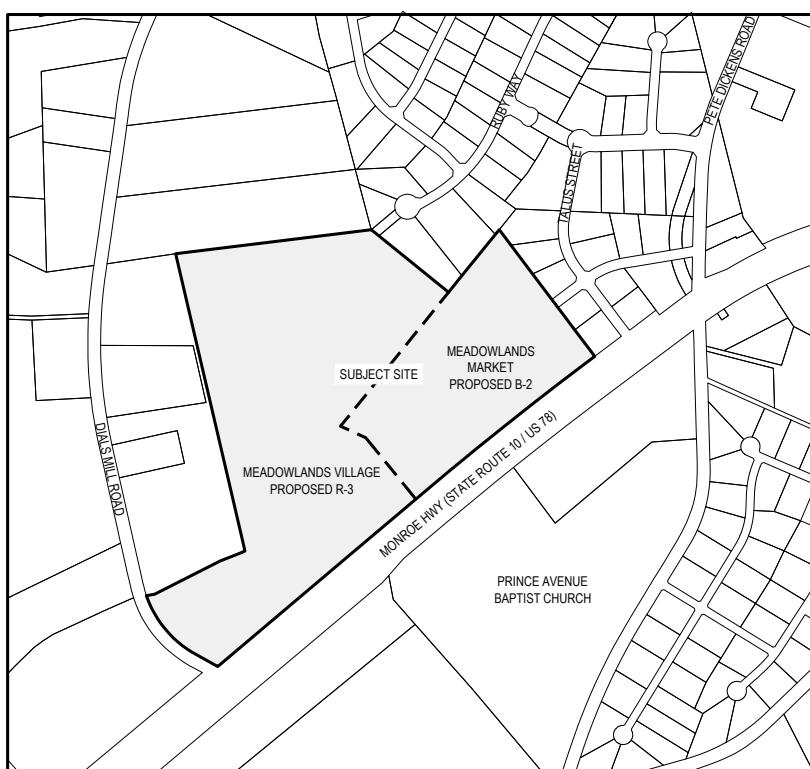 RUBY WAY
PETE DICKENS ROAD
TALUS STREET
MEADOWLANDS
MARKET
PROPOSED B-2
SUBJECT SITE
DIALS MILL ROAD
MEADOWLANDS VILLAGE
PROPOSED R-3
MONROE HWY (STATE ROUTE 10 / US 78)
PRINCE AVENUE
BAPTIST CHURCH